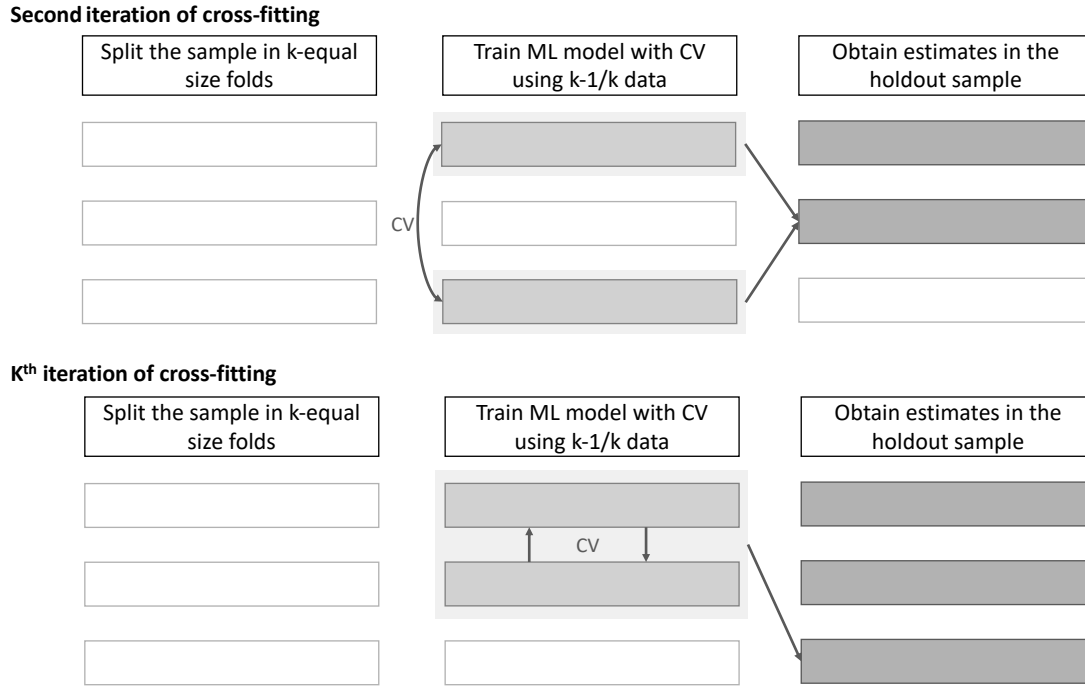 Second iteration of cross-fitting
Split the sample in k-equal
size folds
Train ML model with CV
using k-1/k data
Obtain estimates in the
holdout sample
CV
Kth iteration of cross-fitting
Split the sample in k-equal
size folds
Train ML model with CV
using k-1/k data
Obtain estimates in the
holdout sample
CV